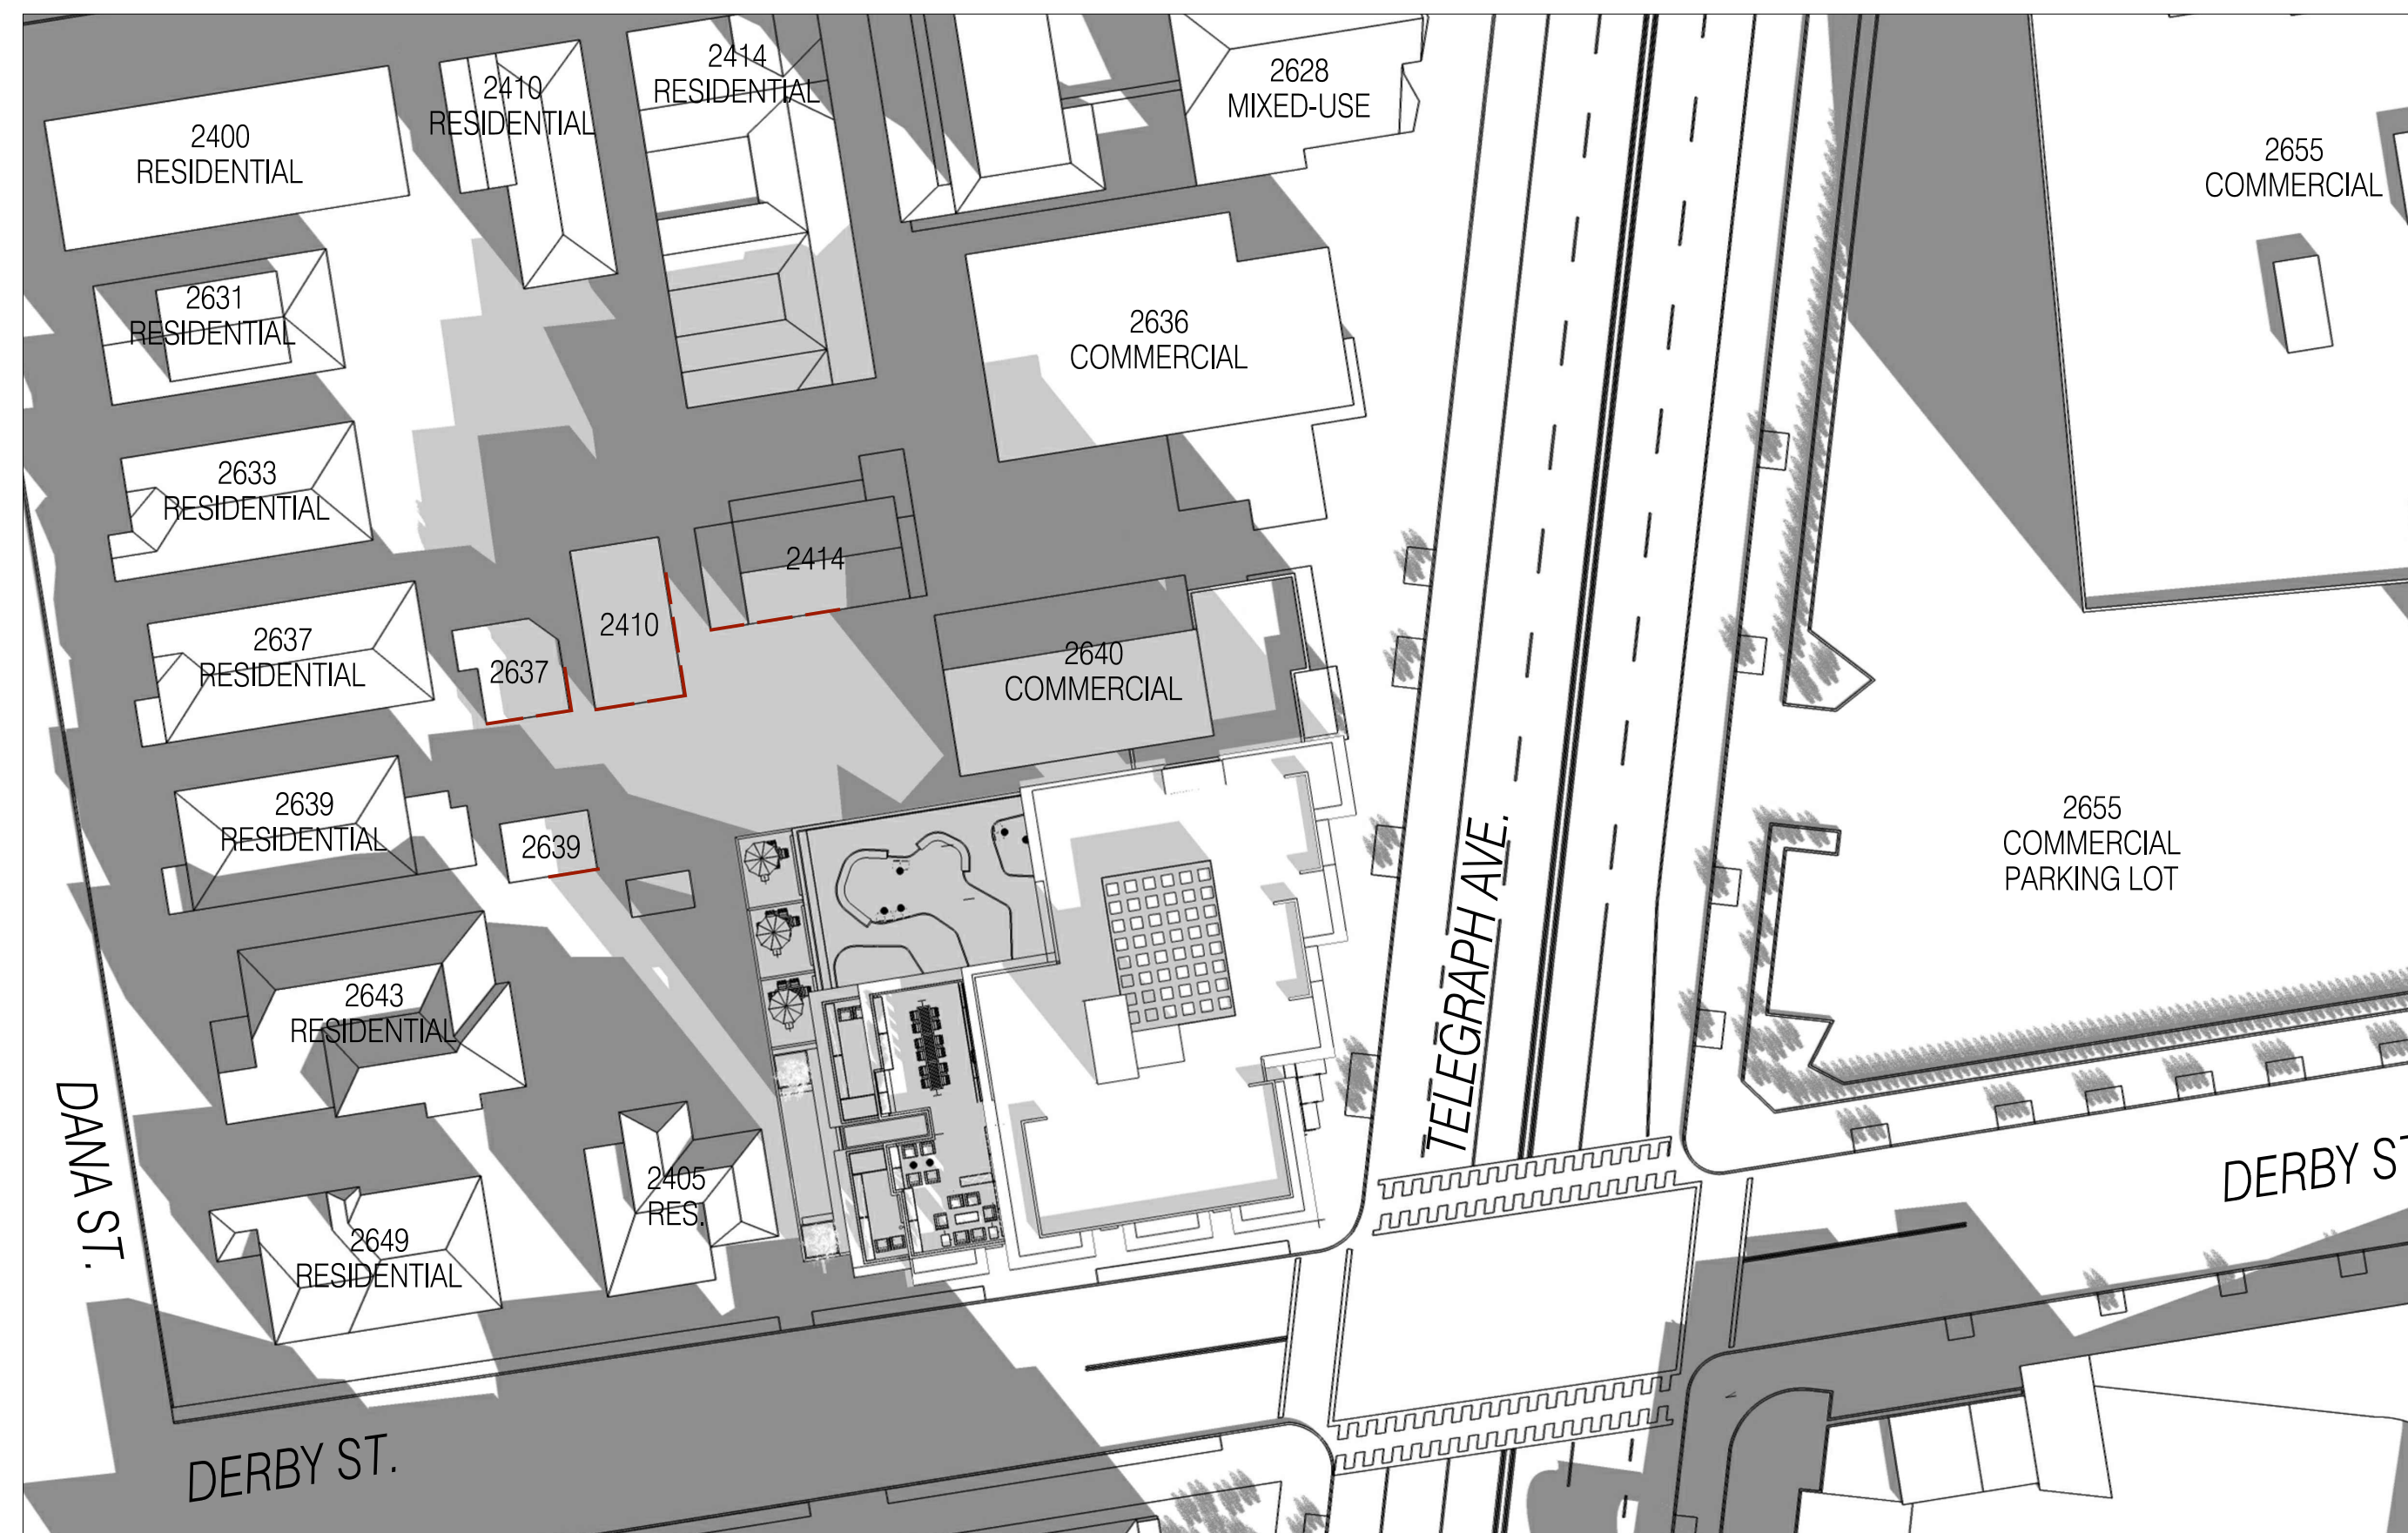 2414
RESIDENTIAL
2410
RESIDENTIAL
2628
MIXED-USE
2400
RESIDENTIAL
2655
COMMERCIAL
2631
RESIDENTIAL
2636
COMMERCIAL
2633
RESIDENTIAL
2414
2410
2637
RESIDENTIAL
2637
2640
COMMERCIAL
2639
RESIDENTIAL
2639
2655
COMMERCIAL
PARKING LOT
TELEGRAPH AVE.
2643
RESIDENTIAL
DANA ST.
2405
RES.
DERBY ST
2649
RESIDENTIAL
DERBY ST.